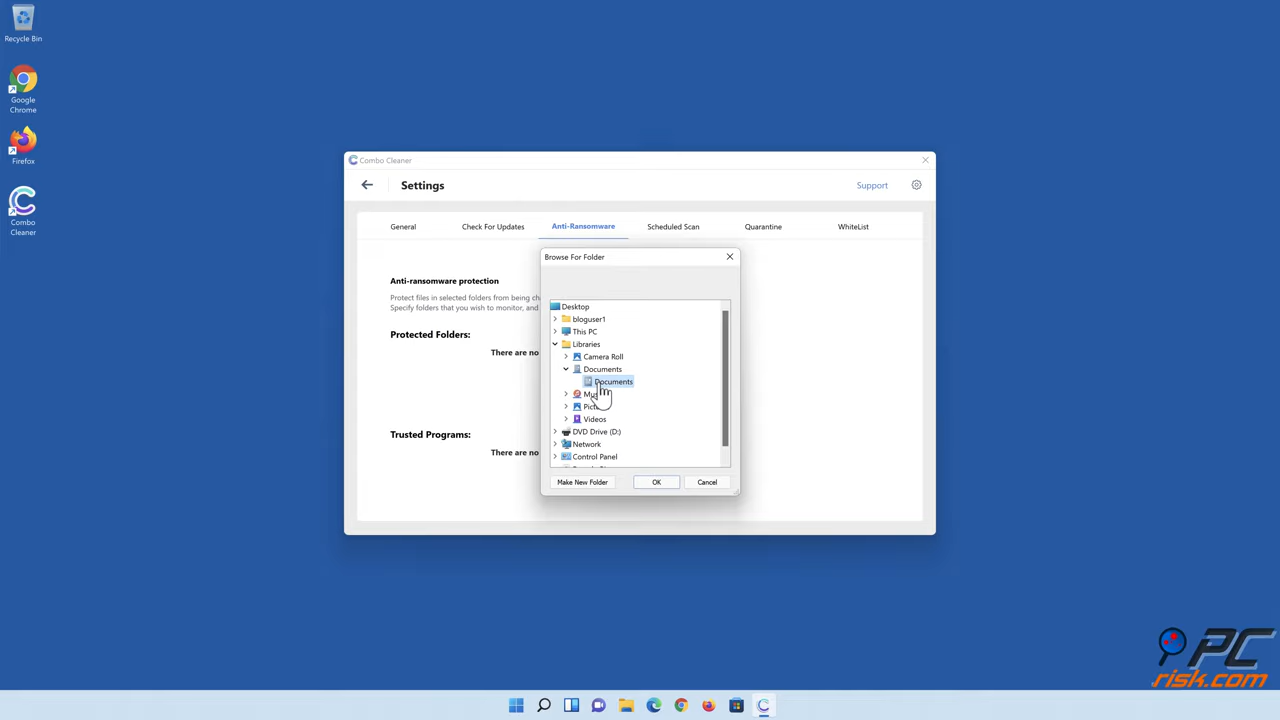 Recycle Bin
Google
Chrome
Firefox
Combo
Cleaner
Combo Cleaner
Settings
Support
General
Check For Updates
Anti-Ransomware
Scheduled Scan
Quarantine
WhiteList
Anti-ransomware protection
Protect files in selected folders from being
Specify folders that you wish to monitor, and
Protected Folders:
There are no
Trusted Programs:
There are no
Browse For Folder
Desktop
bloguser1
This PC
Libraries
Camera Roll
Documents
Documents
Videos
DVD Drive (D:)
Network
Control Panel
Make New Folder
OK
Cancel
PC
risk.com